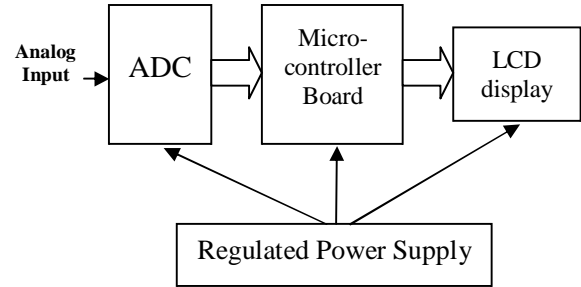 Analog
Input
ADC
Micro-
controller
Board
LCD
display
Regulated Power Supply